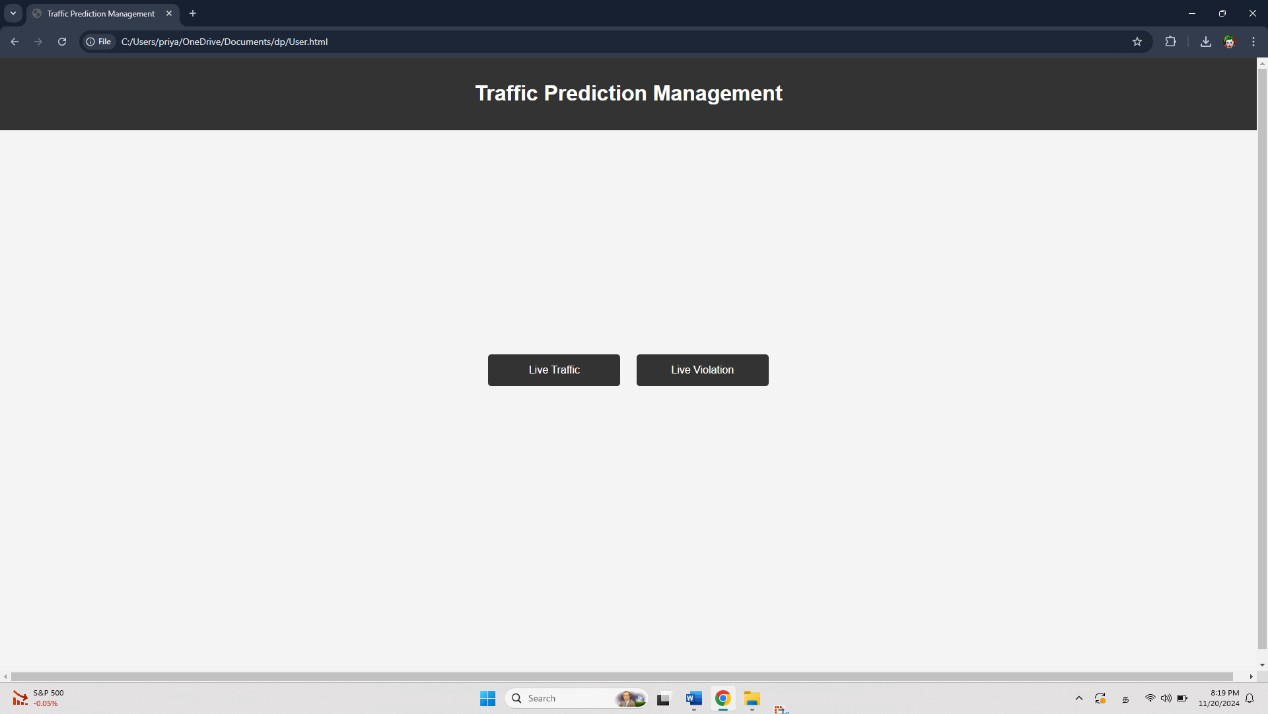 Traffic Prediction Management
File
C:/Users/priya/OneDrive/Documents/dp/User.html
Traffic Prediction Management
Live Traffic
Live Violation
S&P 500
-0.05%
Search
8:19 PM
11/20/2024